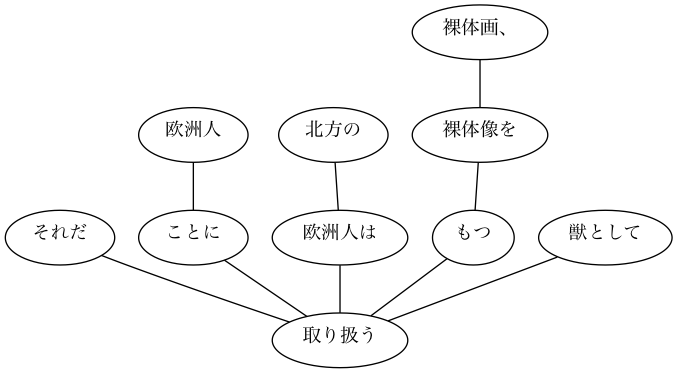 裸体画、
欧洲人
北方の
裸体像を
それだ
ことに
欧洲人は
もつ
獣として
取り扱う